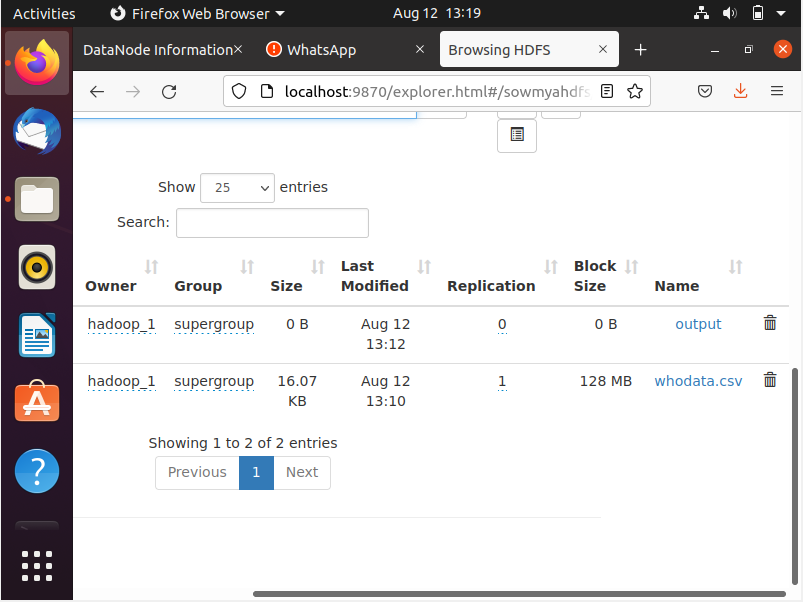 Activities Firefox Web Browser Aug 12 13:19
DataNode Information WhatsApp Browsing HDFS
localhost:9870/explorer.html#/sowmyahdfs
Show 25 entries
Search:
Owner Group Size Last Modified Replication Block Size Name
hadoop_1 supergroup 0 B Aug 12 13:12 0 0 B output
hadoop_1 supergroup 16.07 KB Aug 12 13:10 1 128 MB whodata.csv
Showing 1 to 2 of 2 entries
Previous 1 Next